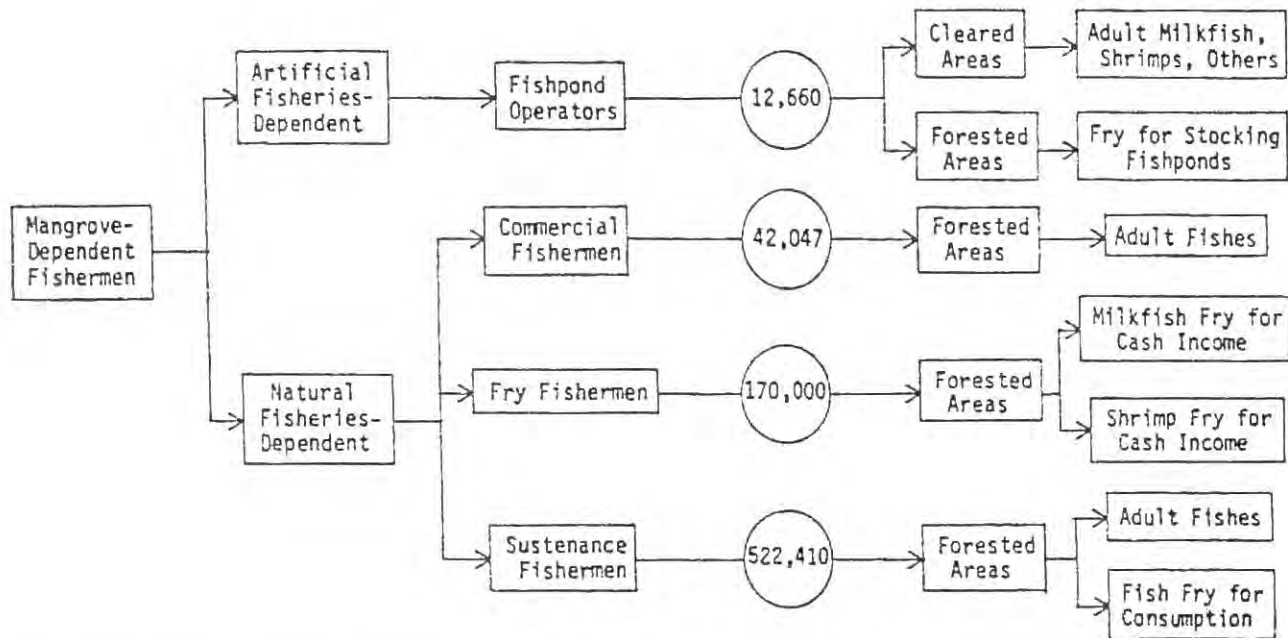 Mangrove-
Dependent
Fishermen
Artificial
Fisheries-
Dependent
Fishpond
Operators
12,660
Cleared
Areas
Adult Milkfish,
Shrimps, Others
Forested
Areas
Fry for Stocking
Fishponds
Natural
Fisheries-
Dependent
Commercial
Fishermen
42,047
Forested
Areas
Adult Fishes
Fry Fishermen
170,000
Forested
Areas
Milkfish Fry for
Cash Income
Shrimp Fry for
Cash Income
Sustenance
Fishermen
522,410
Forested
Areas
Adult Fishes
Fish Fry for
Consumption